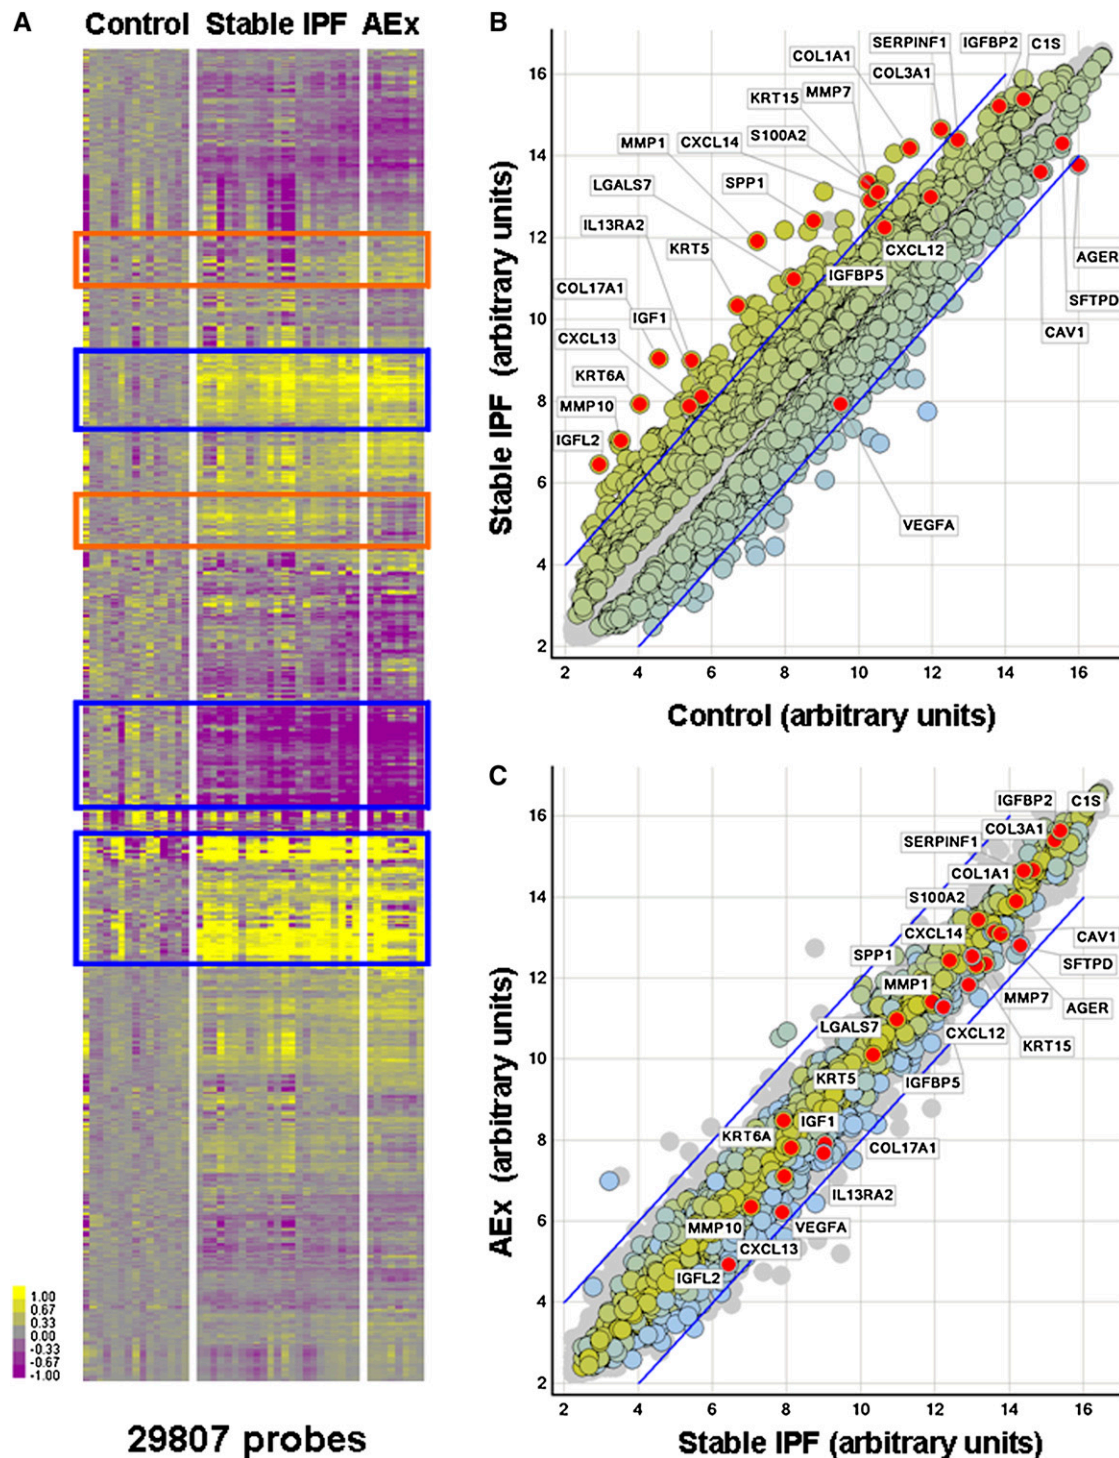 A
Control Stable IPF AEx
1.00
0.67
0.33
0.00
-0.33
-0.67
-1.00
29807 probes
B
SERPINF1 IGFBP2 C1S
COL1A1
COL3A1
MMP7
KRT15
S100A2
MMP1 CXCL14
LGALS7 SPP1
IL13RA2
KRT5
CXCL12
IGFBP5
AGER
COL17A1
SFTPD
IGF1
CAV1
CXCL13
KRT6A
MMP10
IGFL2
VEGFA
16
14
12
10
8
6
4
2
2 4 6 8 10 12 14 16
Stable IPF (arbitrary units)
Control (arbitrary units)
C
IGFBP2 C1S
COL3A1
SERPINF1
COL1A1
S100A2
CXCL14 CAV1
SPP1 SFTPD
MMP1 MMP7
AGER
LGALS7 CXCL12
KRT15
KRT5 IGFBP5
IGF1
KRT6A
COL17A1
IL13RA2
MMP10 VEGFA
CXCL13
IGFL2
16
14
12
10
8
6
4
2
2 4 6 8 10 12 14 16
AEx (arbitrary units)
Stable IPF (arbitrary units)